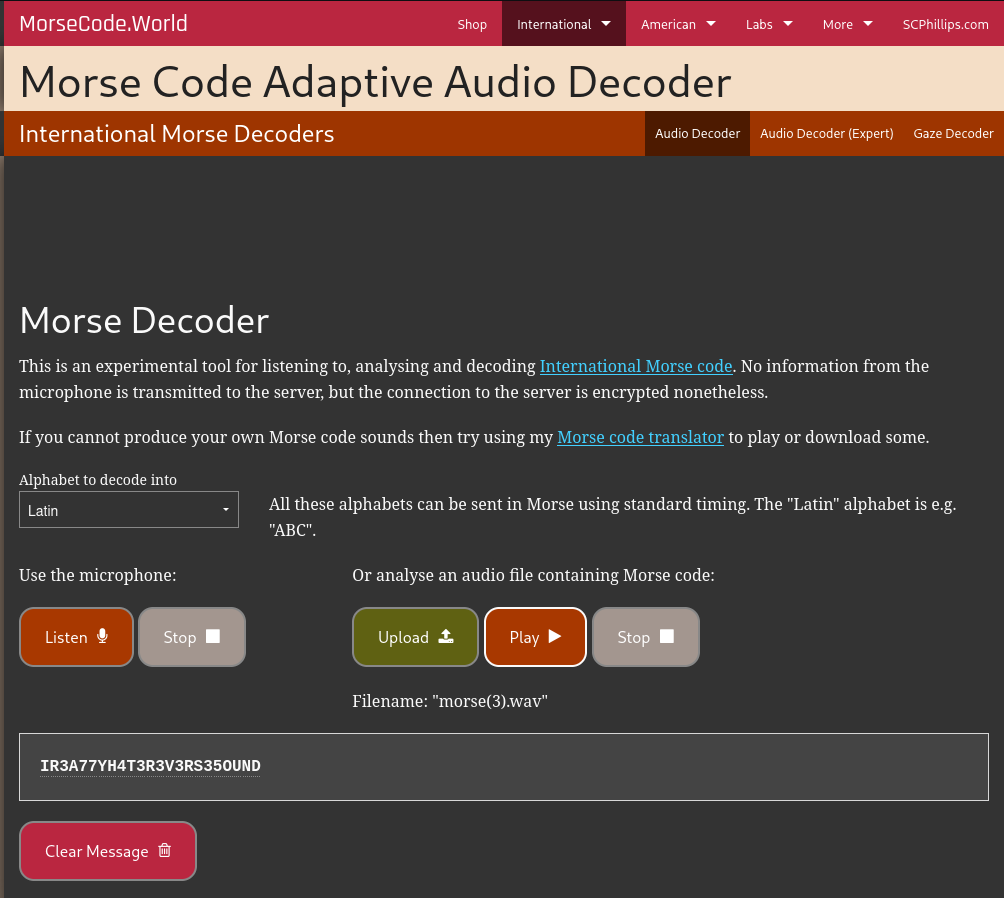 MorseCode.World
Shop International American Labs More SCPhillips.com
Morse Code Adaptive Audio Decoder
International Morse Decoders
Audio Decoder Audio Decoder (Expert) Gaze Decoder
Morse Decoder
This is an experimental tool for listening to, analysing and decoding International Morse code. No information from the
microphone is transmitted to the server, but the connection to the server is encrypted nonetheless.
If you cannot produce your own Morse code sounds then try using my Morse code translator to play or download some.
Alphabet to decode into
Latin
All these alphabets can be sent in Morse using standard timing. The "Latin" alphabet is e.g.
"ABC".
Use the microphone:
Listen Stop
Or analyse an audio file containing Morse code:
Upload Play Stop
Filename: "morse(3).wav"
IR3A77YH4T3R3V3RS35OUND
Clear Message